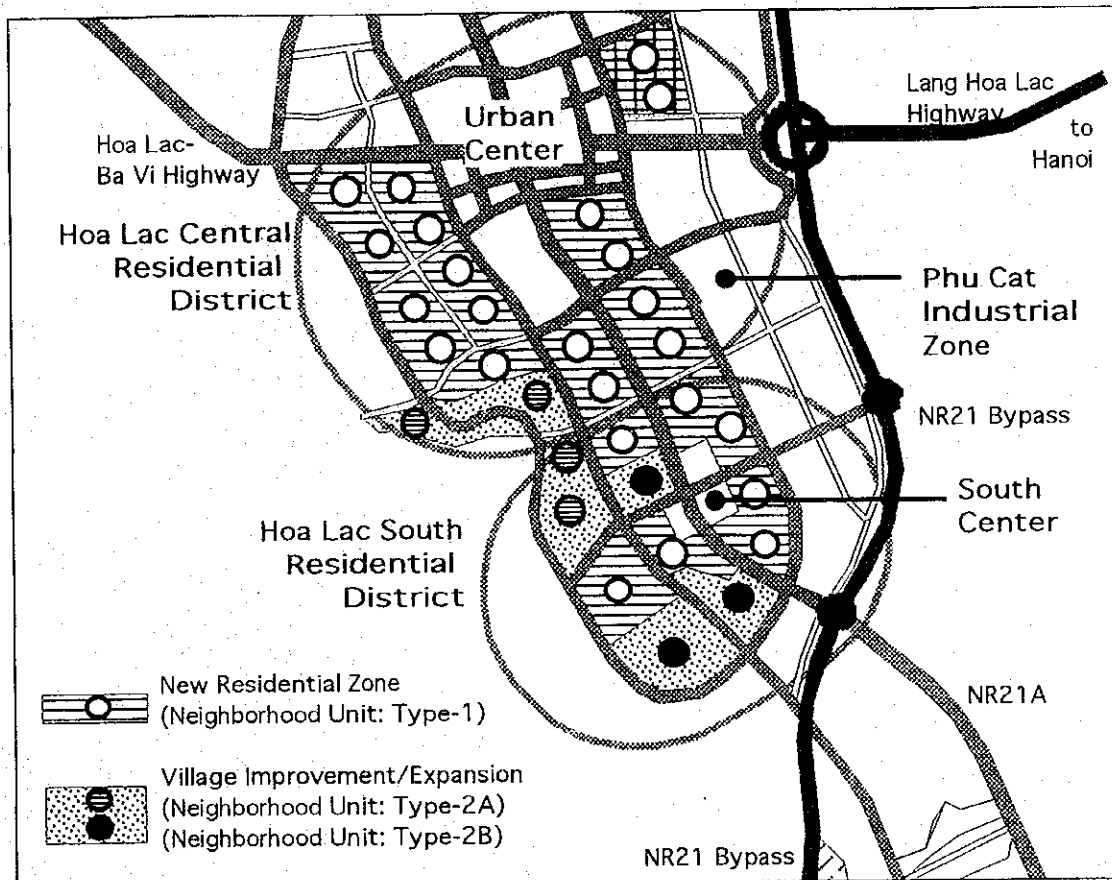 Urban
Center
Lang Hoa Lac
Highway
to
Hanoi
Hoa Lac-
Ba Vi Highway
Hoa Lac Central
Residential
District
Phu Cat
Industrial
Zone
NR21 Bypass
South
Center
Hoa Lac South
Residential
District
New Residential Zone
(Neighborhood Unit: Type-1)
NR21A
Village Improvement/Expansion
(Neighborhood Unit: Type-2A)
(Neighborhood Unit: Type-2B)
NR21 Bypass